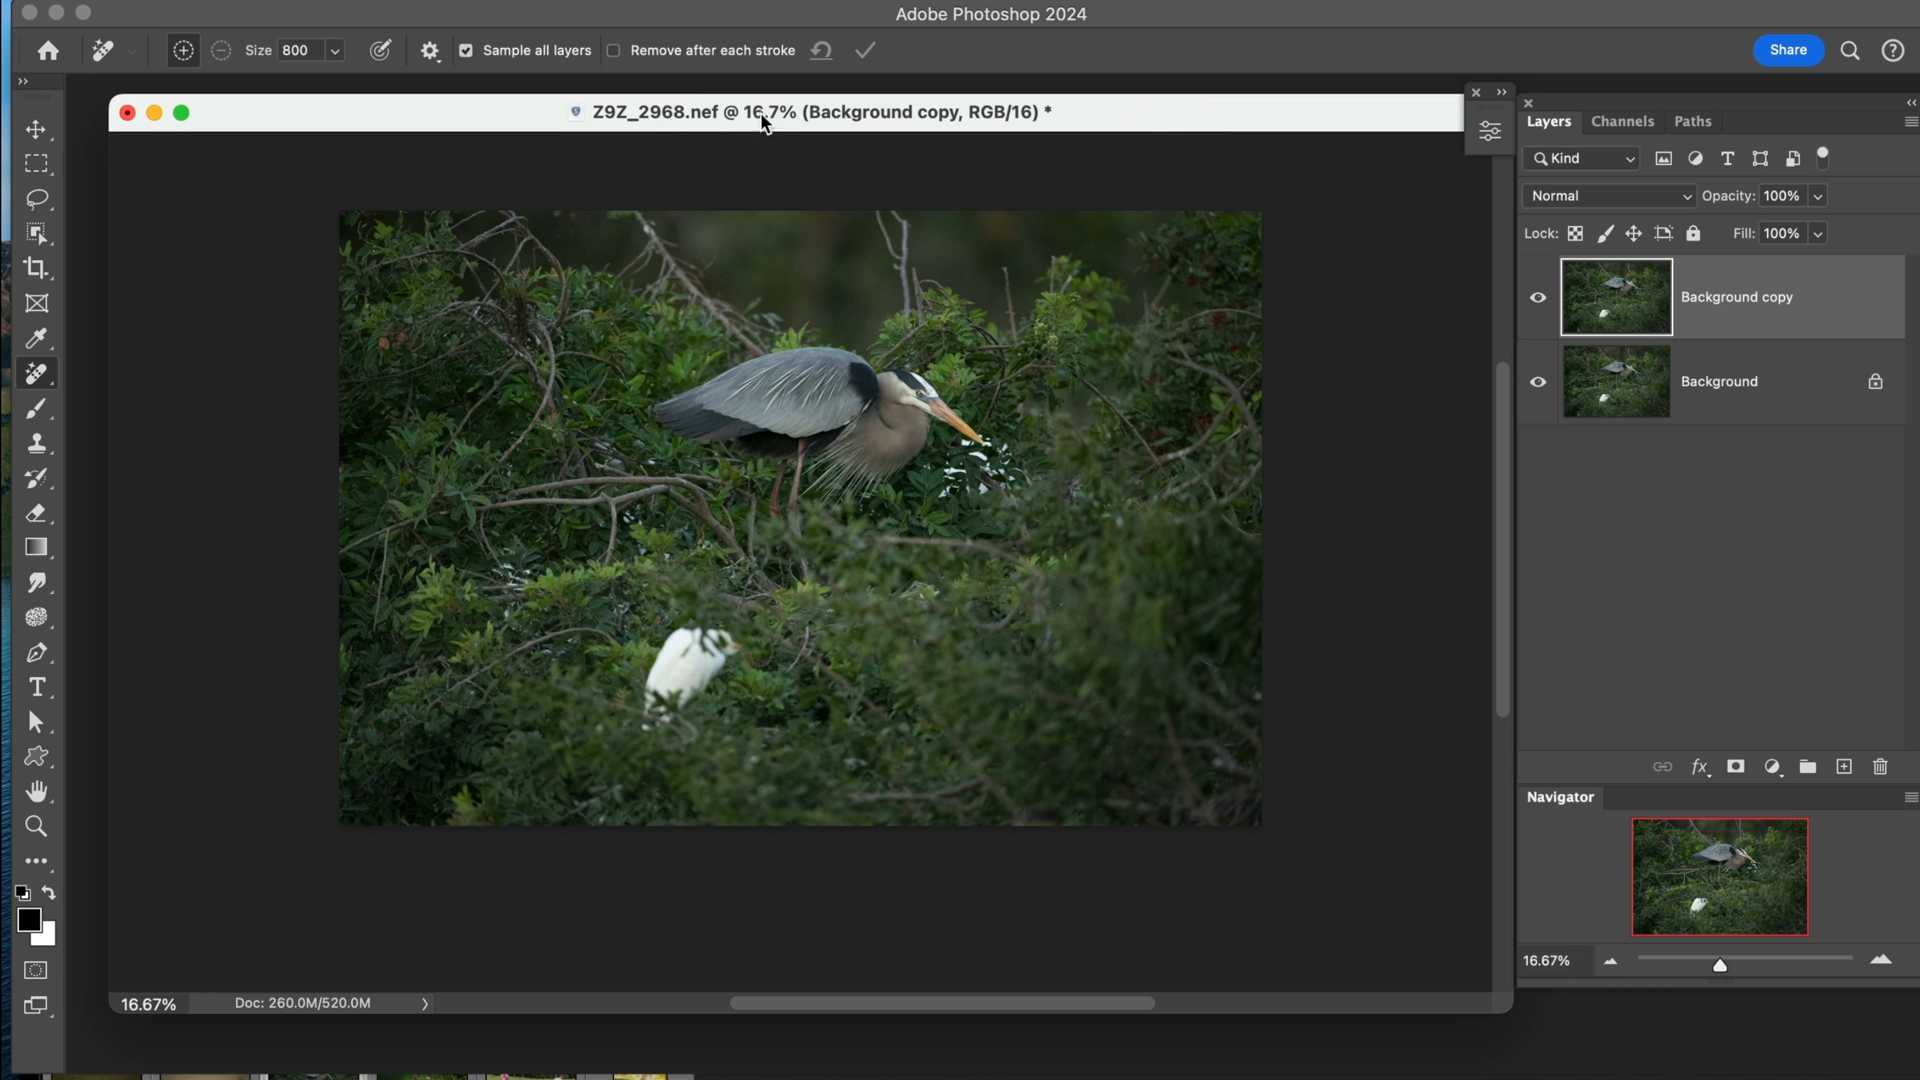 Adobe Photoshop 2024
Size 800 Sample all layers Remove after each stroke Share
Z9Z_2968.nef @ 16.7% (Background copy, RGB/16) *
Layers Channels Paths
Kind
Normal Opacity: 100%
Lock: Fill: 100%
Background copy
Background
fx
Navigator
16.67%
16.67% Doc: 260.0M/520.0M